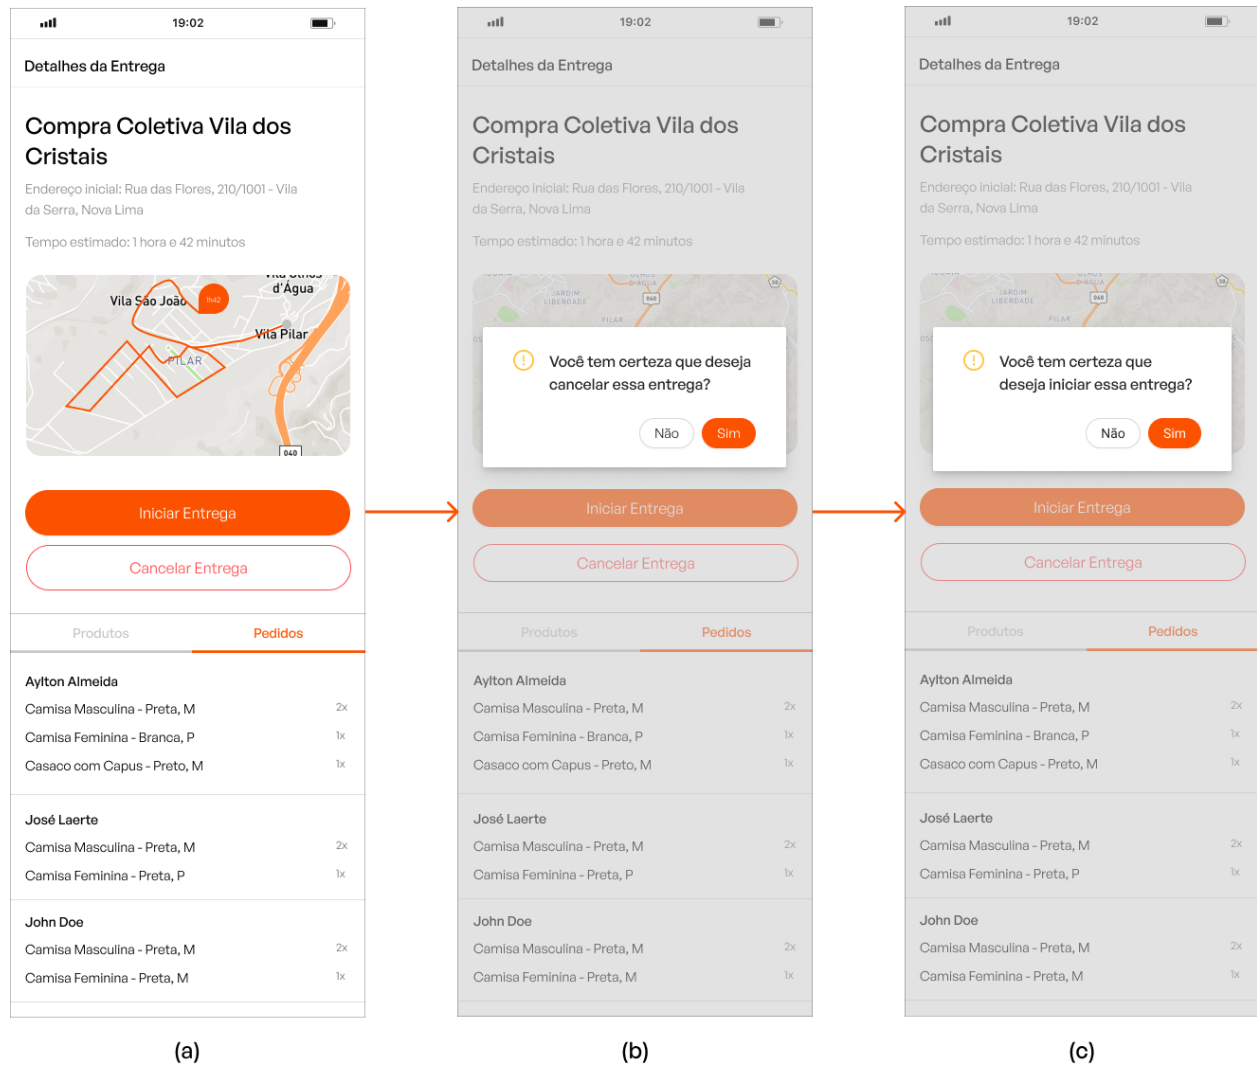 19:02
Detalhes da Entrega
Compra Coletiva Vila dos
Cristais
Endereço inicial: Rua das Flores, 210/1001 - Vila
da Serra, Nova Lima
Tempo estimado: 1 hora e 42 minutos
d'Água
Vila São João
1h42
Vila Pilar
PILAR
040
Iniciar Entrega
Cancelar Entrega
Produtos
Pedidos
Aylton Almeida
Camisa Masculina - Preta, M
2x
Camisa Feminina - Branca, P
1x
Casaco com Capus - Preto, M
1x
José Laerte
Camisa Masculina - Preta, M
2x
Camisa Feminina - Preta, P
1x
John Doe
Camisa Masculina - Preta, M
2x
Camisa Feminina - Preta, M
1x
(a)
19:02
Detalhes da Entrega
Compra Coletiva Vila dos
Cristais
Endereço inicial: Rua das Flores, 210/1001 - Vila
da Serra, Nova Lima
Tempo estimado: 1 hora e 42 minutos
D'ÁGUA
JARDIM
LIBERDADE
040
PILAR
Você tem certeza que deseja
cancelar essa entrega?
Não
Sim
Iniciar Entrega
Cancelar Entrega
Produtos
Pedidos
Aylton Almeida
Camisa Masculina - Preta, M
2x
Camisa Feminina - Branca, P
1x
Casaco com Capus - Preto, M
1x
José Laerte
Camisa Masculina - Preta, M
2x
Camisa Feminina - Preta, P
1x
John Doe
Camisa Masculina - Preta, M
2x
Camisa Feminina - Preta, M
1x
(b)
19:02
Detalhes da Entrega
Compra Coletiva Vila dos
Cristais
Endereço inicial: Rua das Flores, 210/1001 - Vila
da Serra, Nova Lima
Tempo estimado: 1 hora e 42 minutos
D'ÁGUA
JARDIM
LIBERDADE
040
PILAR
Você tem certeza que
deseja iniciar essa entrega?
Não
Sim
Iniciar Entrega
Cancelar Entrega
Produtos
Pedidos
Aylton Almeida
Camisa Masculina - Preta, M
2x
Camisa Feminina - Branca, P
1x
Casaco com Capus - Preto, M
1x
José Laerte
Camisa Masculina - Preta, M
2x
Camisa Feminina - Preta, P
1x
John Doe
Camisa Masculina - Preta, M
2x
Camisa Feminina - Preta, M
1x
(c)